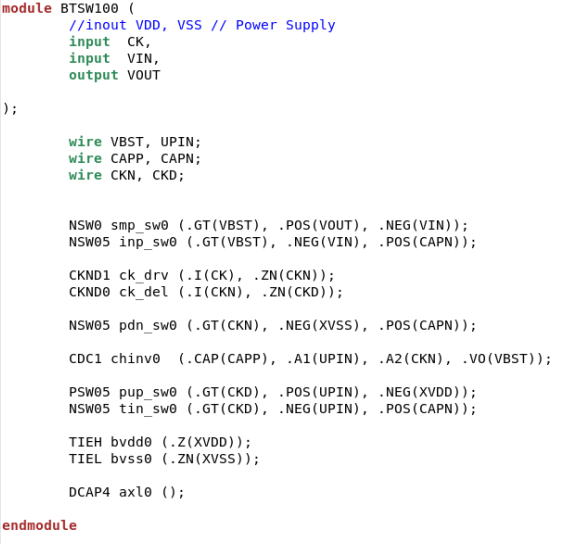 module BTSW100 (
//inout VDD, VSS // Power Supply
input  CK,
input  VIN,
output VOUT
);
wire VBST, UPIN;
wire CAPP, CAPN;
wire CKN, CKD;
NSW0 smp_sw0 (.GT(VBST), .POS(VOUT), .NEG(VIN));
NSW05 inp_sw0 (.GT(VBST), .NEG(VIN), .POS(CAPN));
CKND1 ck_drv (.I(CK), .ZN(CKN));
CKND0 ck_del (.I(CKN), .ZN(CKD));
NSW05 pdn_sw0 (.GT(CKN), .NEG(XVSS), .POS(CAPN));
CDC1 chinv0  (.CAP(CAPP), .A1(UPIN), .A2(CKN), .VO(VBST));
PSW05 pup_sw0 (.GT(CKD), .POS(UPIN), .NEG(XVDD));
NSW05 tin_sw0 (.GT(CKD), .NEG(UPIN), .POS(CAPN));
TIEH bvdd0 (.Z(XVDD));
TIEL bvss0 (.ZN(XVSS));
DCAP4 axl0 ();
endmodule